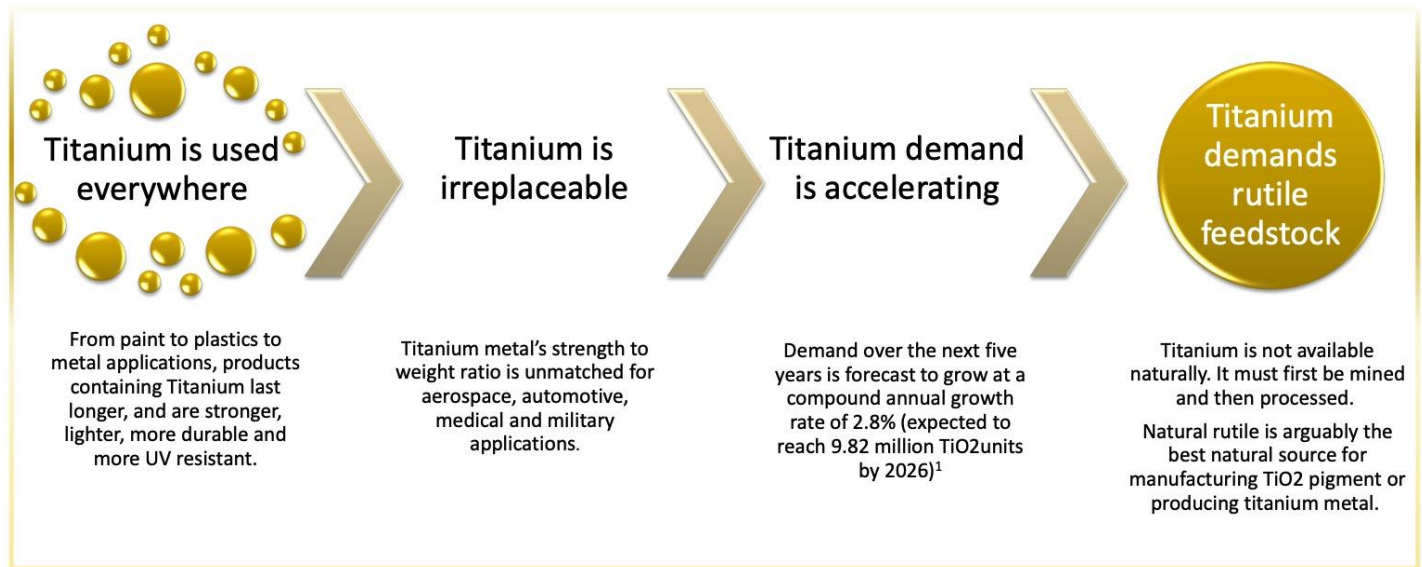 Titanium is used
everywhere
From paint to plastics to
metal applications, products
containing Titanium last
longer, and are stronger,
lighter, more durable and
more UV resistant.
Titanium is
irreplaceable
Titanium metal’s strength to
weight ratio is unmatched for
aerospace, automotive,
medical and military
applications.
Titanium demand
is accelerating
Demand over the next five
years is forecast to grow at a
compound annual growth
rate of 2.8% (expected to
reach 9.82 million TiO2units
by 2026)¹
Titanium
demands
rutile
feedstock
Titanium is not available
naturally. It must first be mined
and then processed.
Natural rutile is arguably the
best natural source for
manufacturing TiO2 pigment or
producing titanium metal.